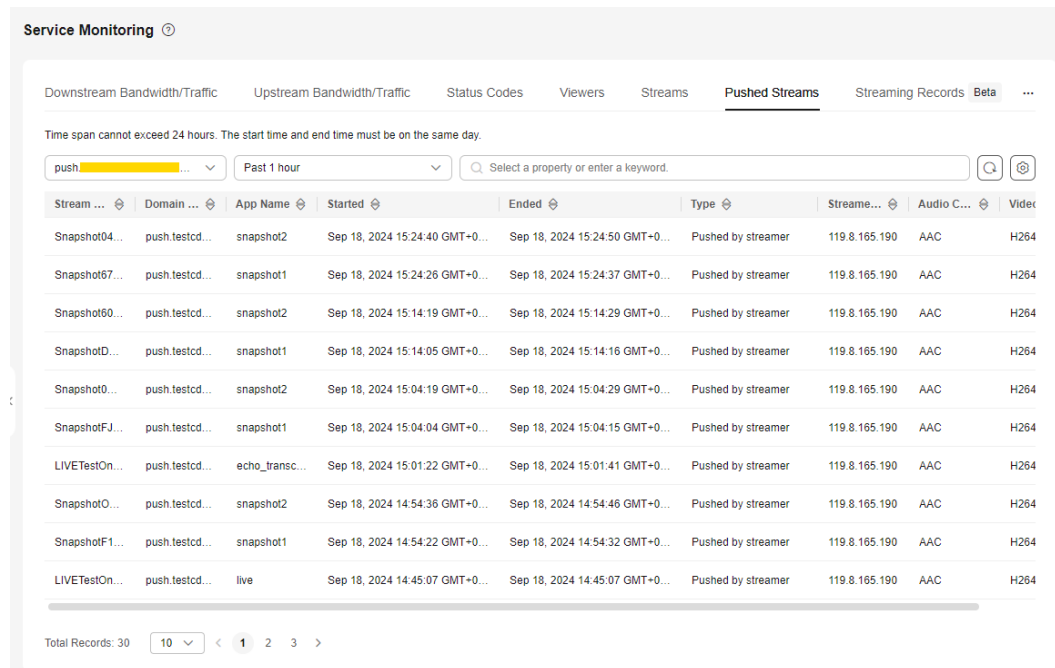 Service Monitoring
Downstream Bandwidth/Traffic Upstream Bandwidth/Traffic Status Codes Viewers Streams Pushed Streams Streaming Records Beta ...
Time span cannot exceed 24 hours. The start time and end time must be on the same day.
push. ... Past 1 hour Select a property or enter a keyword.
Stream ... Domain ... App Name Started Ended Type Streame... Audio C... Video
Snapshot04... push.testcd... snapshot2 Sep 18, 2024 15:24:40 GMT+0... Sep 18, 2024 15:24:50 GMT+0... Pushed by streamer 119.8.165.190 AAC H264
Snapshot67... push.testcd... snapshot1 Sep 18, 2024 15:24:26 GMT+0... Sep 18, 2024 15:24:37 GMT+0... Pushed by streamer 119.8.165.190 AAC H264
Snapshot60... push.testcd... snapshot2 Sep 18, 2024 15:14:19 GMT+0... Sep 18, 2024 15:14:29 GMT+0... Pushed by streamer 119.8.165.190 AAC H264
SnapshotD... push.testcd... snapshot1 Sep 18, 2024 15:14:05 GMT+0... Sep 18, 2024 15:14:16 GMT+0... Pushed by streamer 119.8.165.190 AAC H264
Snapshot0... push.testcd... snapshot2 Sep 18, 2024 15:04:19 GMT+0... Sep 18, 2024 15:04:29 GMT+0... Pushed by streamer 119.8.165.190 AAC H264
SnapshotFJ... push.testcd... snapshot1 Sep 18, 2024 15:04:04 GMT+0... Sep 18, 2024 15:04:15 GMT+0... Pushed by streamer 119.8.165.190 AAC H264
LIVETestOn... push.testcd... echo_transc... Sep 18, 2024 15:01:22 GMT+0... Sep 18, 2024 15:01:41 GMT+0... Pushed by streamer 119.8.165.190 AAC H264
SnapshotO... push.testcd... snapshot2 Sep 18, 2024 14:54:36 GMT+0... Sep 18, 2024 14:54:46 GMT+0... Pushed by streamer 119.8.165.190 AAC H264
SnapshotF1... push.testcd... snapshot1 Sep 18, 2024 14:54:22 GMT+0... Sep 18, 2024 14:54:32 GMT+0... Pushed by streamer 119.8.165.190 AAC H264
LIVETestOn... push.testcd... live Sep 18, 2024 14:45:07 GMT+0... Sep 18, 2024 14:45:07 GMT+0... Pushed by streamer 119.8.165.190 AAC H264
Total Records: 30 10 < 1 2 3 >